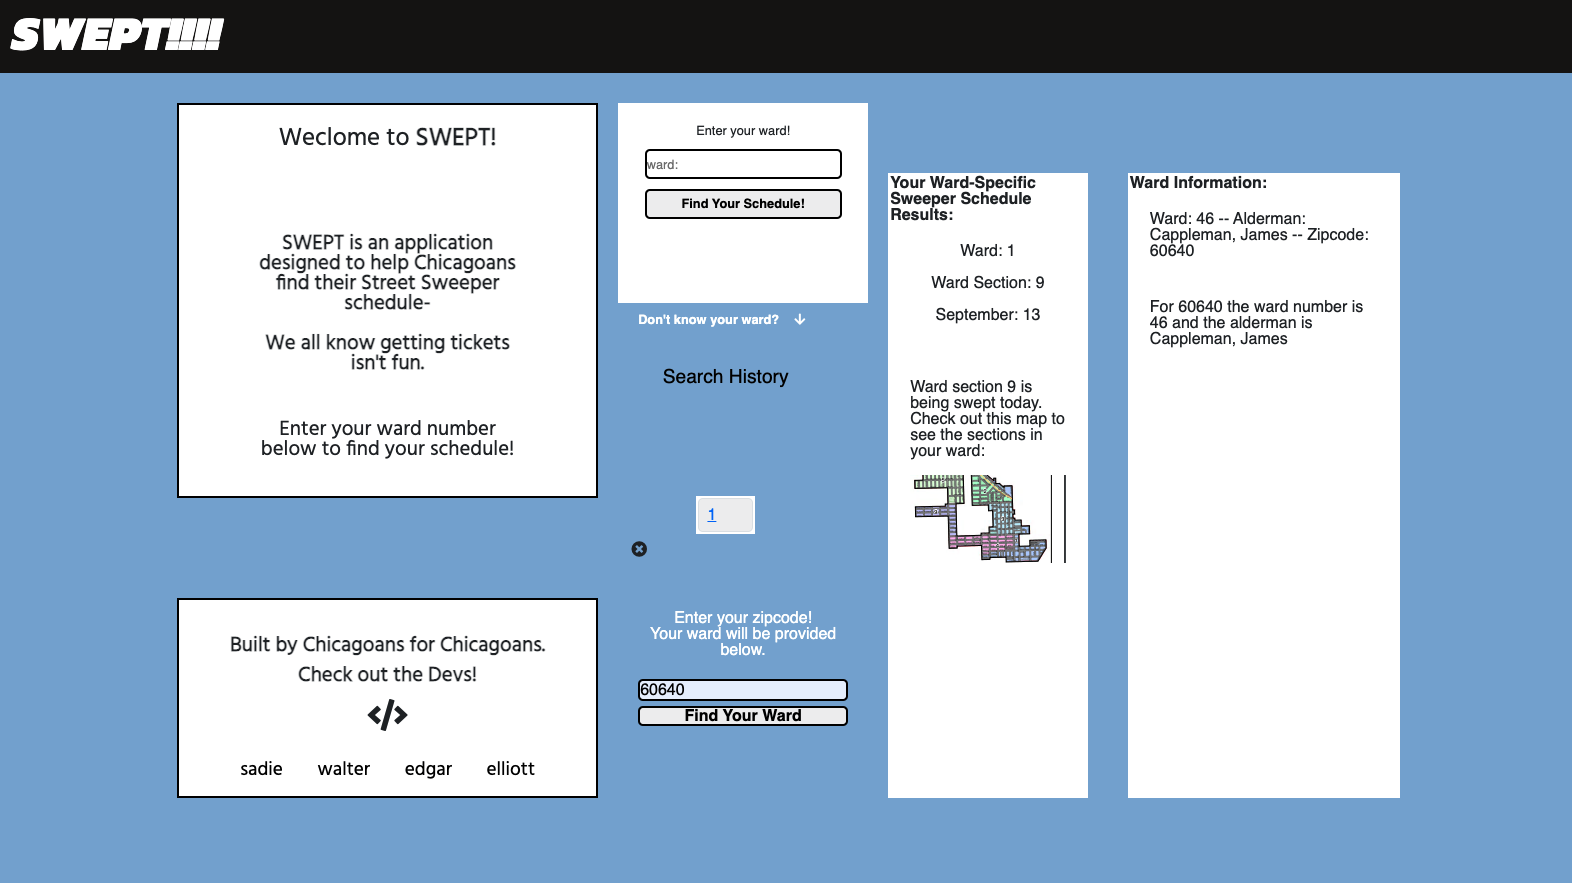 SWEPT!!!!
Weclome to SWEPT!
SWEPT is an application
designed to help Chicagoans
find their Street Sweeper
schedule-
We all know getting tickets
isn't fun.
Enter your ward number
below to find your schedule!
Built by Chicagoans for Chicagoans.
Check out the Devs!
</>
sadie walter edgar elliott
Enter your ward!
ward:
Find Your Schedule!
Don't know your ward?
Search History
1
Enter your zipcode!
Your ward will be provided
below.
60640
Find Your Ward
Your Ward-Specific
Sweeper Schedule
Results:
Ward: 1
Ward Section: 9
September: 13
Ward section 9 is
being swept today.
Check out this map to
see the sections in
your ward:
Ward Information:
Ward: 46 -- Alderman:
Cappleman, James -- Zipcode:
60640
For 60640 the ward number is
46 and the alderman is
Cappleman, James